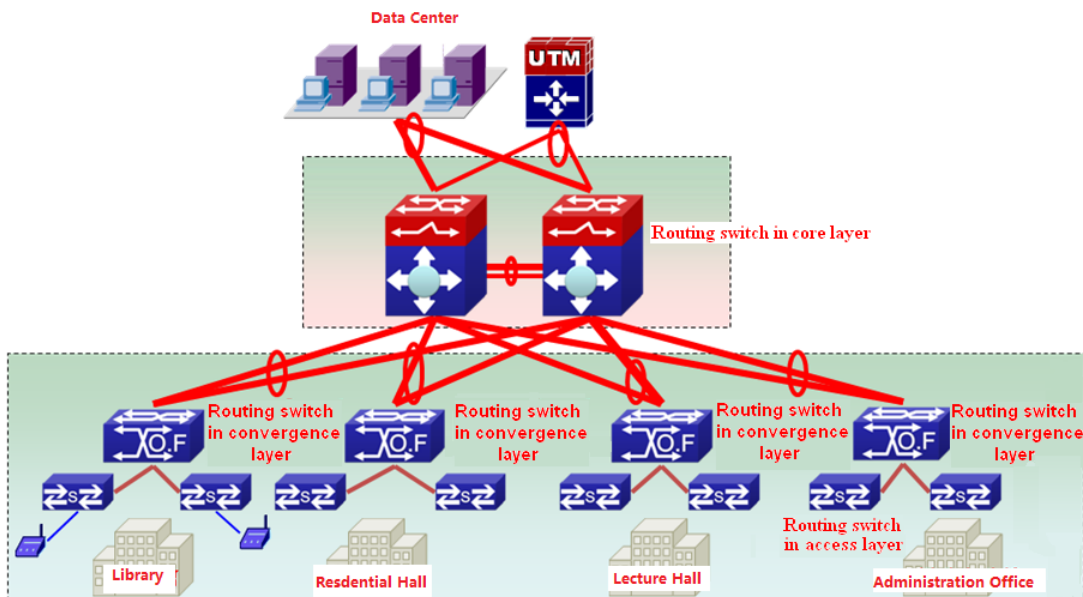 Data Center
UTM
Routing switch in core layer
Routing switch
in convergence
layer
Routing switch
in convergence
layer
Routing switch
in convergence
layer
Routing switch
in convergence
layer
O.F
O.F
O.F
O.F
S
S
S
S
S
S
S
S
Routing switch
in access layer
Library
Resdential Hall
Lecture Hall
Administration Office